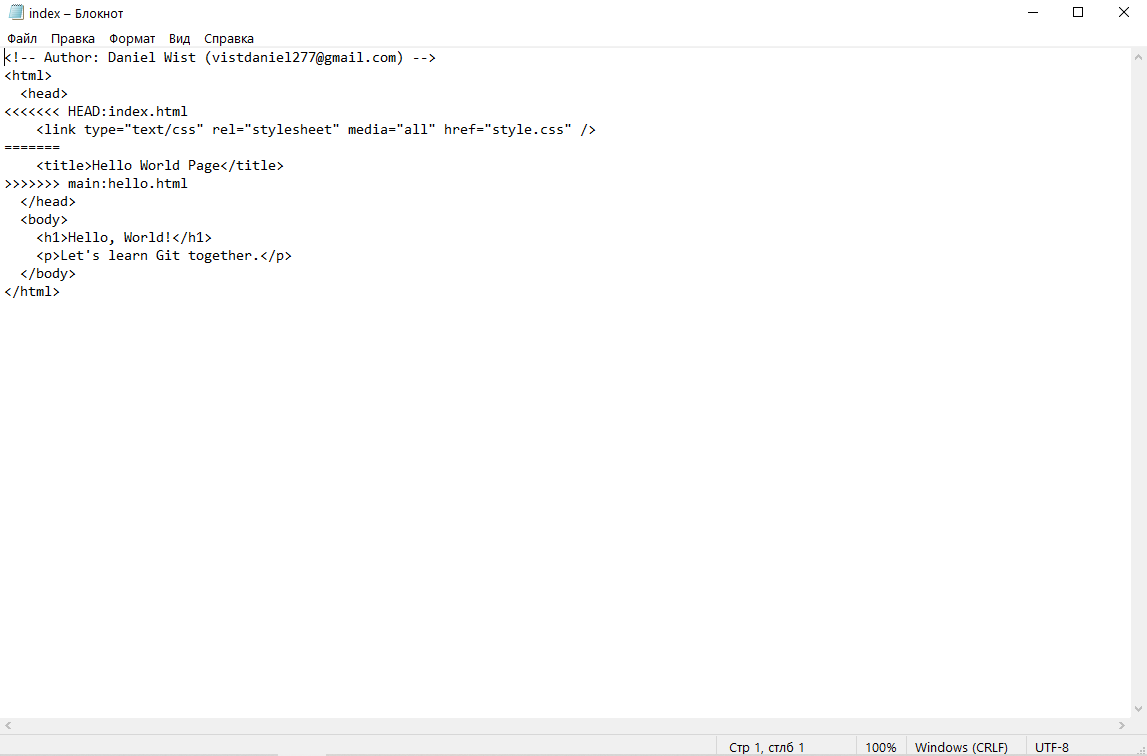 index – Блокнот
Файл Правка Формат Вид Справка
<!-- Author: Daniel Wist (vistdaniel277@gmail.com) -->
<html>
  <head>
<<<<<<< HEAD:index.html
    <link type="text/css" rel="stylesheet" media="all" href="style.css" />
=======
    <title>Hello World Page</title>
>>>>>>> main:hello.html
  </head>
  <body>
    <h1>Hello, World!</h1>
    <p>Let's learn Git together.</p>
  </body>
</html>
Стр 1, стлб 1 100% Windows (CRLF) UTF-8